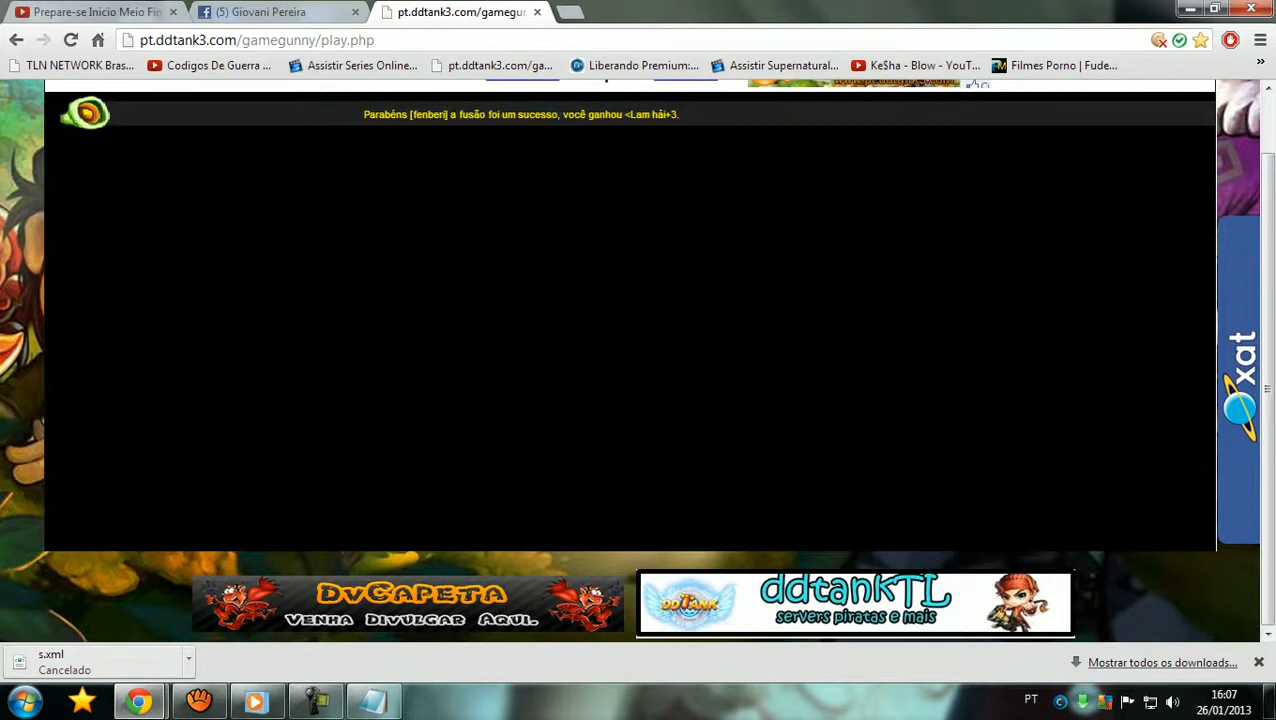 Prepare-se Inicio Meio Fin
(5) Giovani Pereira
pt.ddtank3.com/gamegur
pt.ddtank3.com/gamegunny/play.php
TLN NETWORK Bras...
Codigos De Guerra ...
Assistir Series Online...
pt.ddtank3.com/ga...
Liberando Premium:...
Assistir Supernatural...
Ke$ha - Blow - YouT...
Filmes Porno | Fude...
»
Parabéns [fenberi] a fusão foi um sucesso, você ganhou <Lam hải+3.
xat
DvCapeta
Venha Divulgar Aqui.
DDTANK
ddtankTL
servers piratas e mais
s.xml
Cancelado
Mostrar todos os downloads...
PT
16:07
26/01/2013